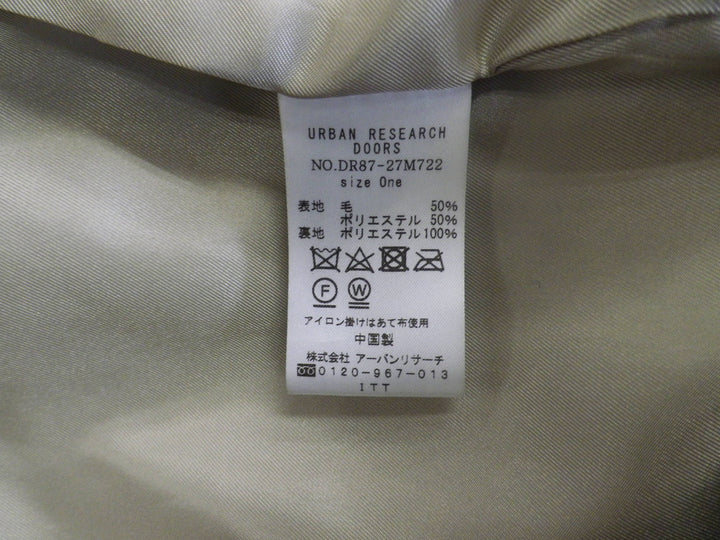 URBAN RESEARCH
DOORS
NO.DR87-27M722
size One
表地 毛 50%
ポリエステル 50%
裏地 ポリエステル 100%
F W
アイロン掛けはあて布使用
中国製
株式会社 アーバンリサーチ
0120-967-013
ITT